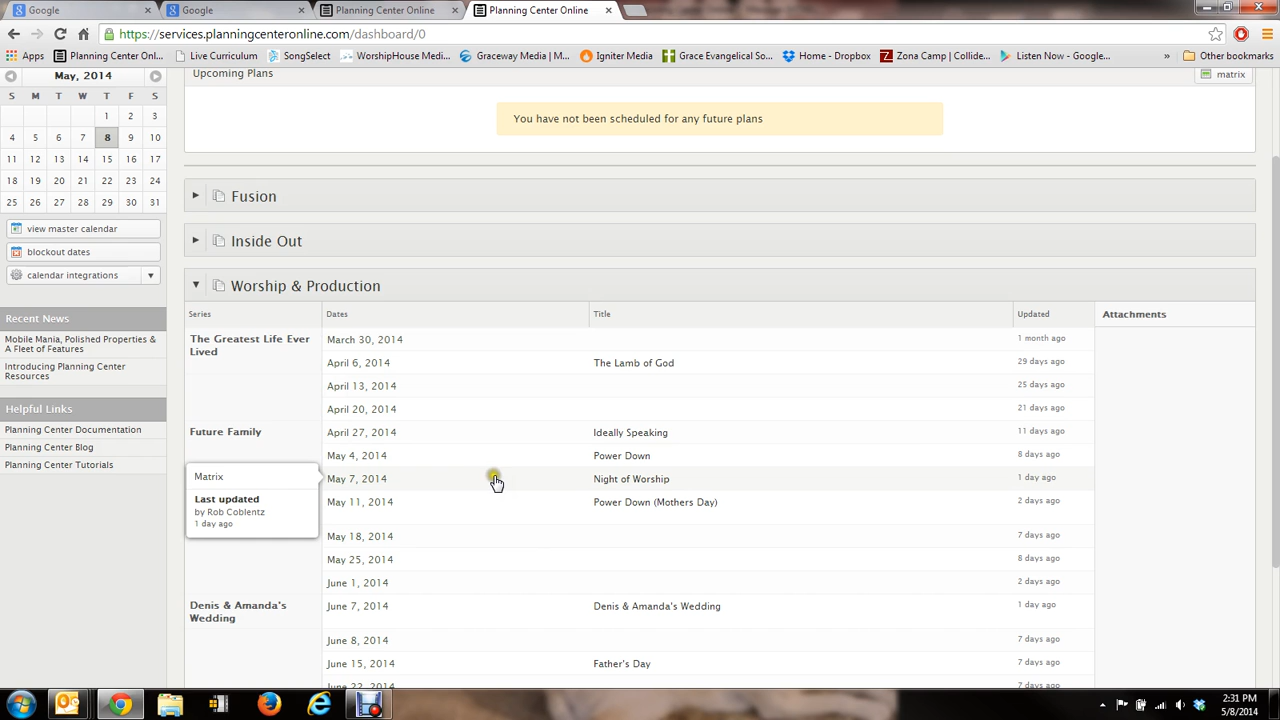 Google
Google
Planning Center Online
Planning Center Online
https://services.planningcenteronline.com/dashboard/0
Apps
Planning Center Onl...
Live Curriculum
SongSelect
WorshipHouse Medi...
Graceway Media | M...
Igniter Media
Grace Evangelical So...
Home - Dropbox
Zona Camp | Collide...
Listen Now - Google...
»
Other bookmarks
May, 2014
S M T W T F S
1 2 3
4 5 6 7 8 9 10
11 12 13 14 15 16 17
18 19 20 21 22 23 24
25 26 27 28 29 30 31
view master calendar
blockout dates
calendar integrations
Recent News
Mobile Mania, Polished Properties &
A Fleet of Features
Introducing Planning Center
Resources
Helpful Links
Planning Center Documentation
Planning Center Blog
Planning Center Tutorials
Upcoming Plans
matrix
You have not been scheduled for any future plans
Fusion
Inside Out
Worship & Production
Series Dates Title Updated Attachments
The Greatest Life Ever
Lived
March 30, 2014 1 month ago
April 6, 2014 The Lamb of God 29 days ago
April 13, 2014 25 days ago
April 20, 2014 21 days ago
Future Family April 27, 2014 Ideally Speaking 11 days ago
May 4, 2014 Power Down 8 days ago
May 7, 2014 Night of Worship 1 day ago
May 11, 2014 Power Down (Mothers Day) 2 days ago
May 18, 2014 7 days ago
May 25, 2014 8 days ago
June 1, 2014 2 days ago
Denis & Amanda's
Wedding
June 7, 2014 Denis & Amanda's Wedding 1 day ago
June 8, 2014 7 days ago
June 15, 2014 Father's Day 7 days ago
June 22, 2014 7 days ago
Matrix
Last updated
by Rob Coblentz
1 day ago
2:31 PM
5/8/2014